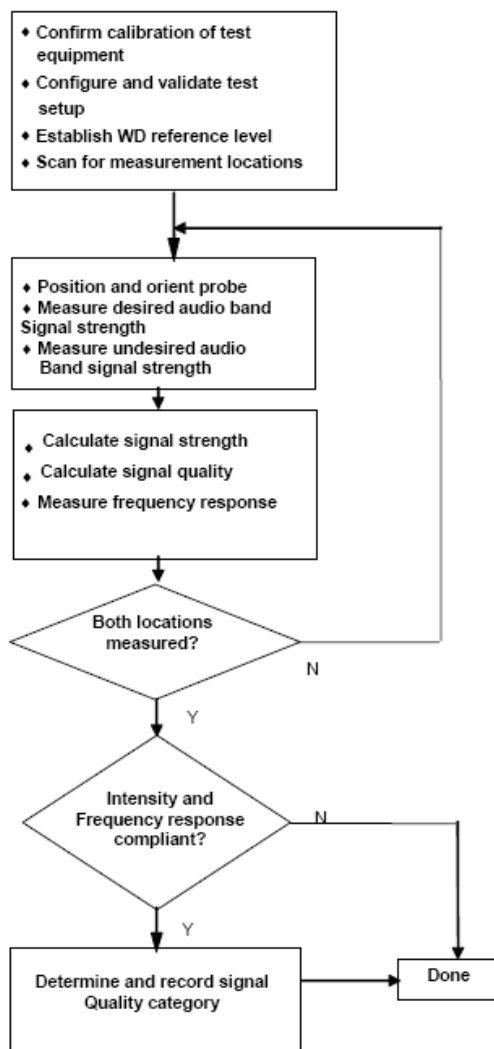 ♦ Confirm calibration of test
equipment
♦ Configure and validate test
setup
♦ Establish WD reference level
♦ Scan for measurement locations
♦ Position and orient probe
♦ Measure desired audio band
Signal strength
♦ Measure undesired audio
Band signal strength
♦ Calculate signal strength
♦ Calculate signal quality
♦ Measure frequency response
Both locations
measured?
N
Y
Intensity and
Frequency response
compliant?
N
Y
Determine and record signal
Quality category
Done